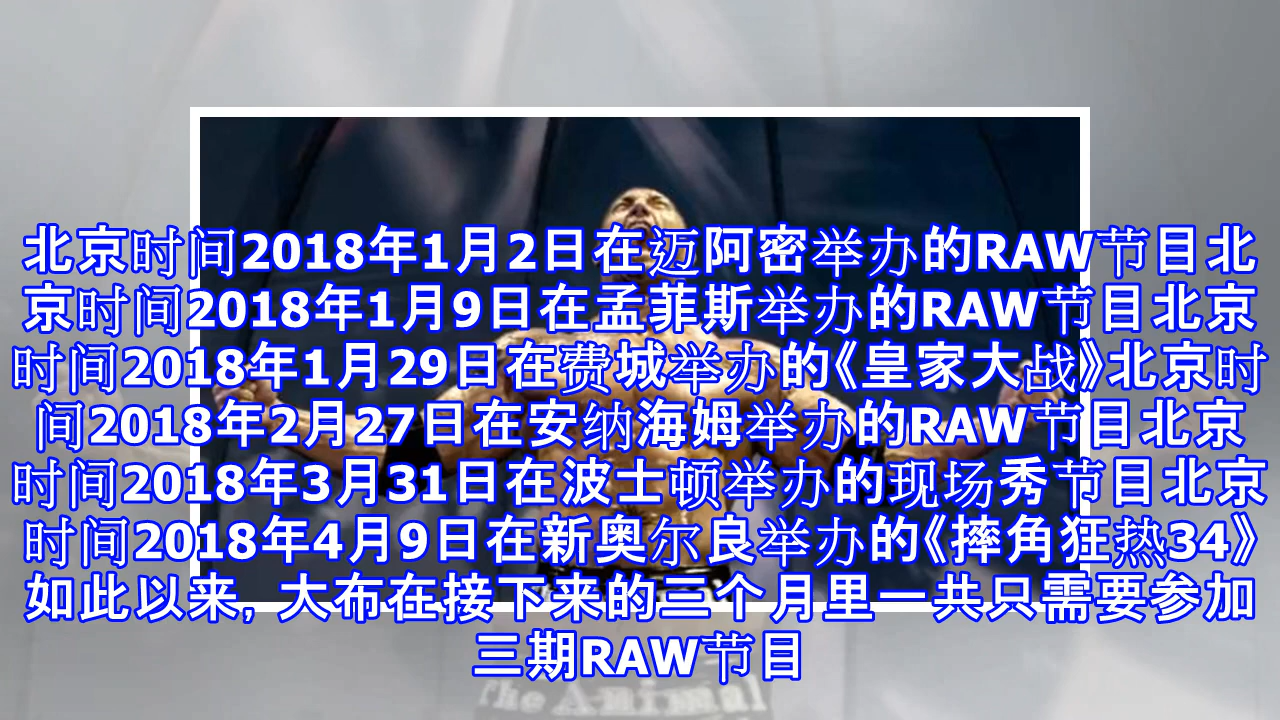 北京时间2018年1月2日在迈阿密举办的RAW节目北
京时间2018年1月9日在孟菲斯举办的RAW节目北京
时间2018年1月29日在费城举办的《皇家大战》北京时
间2018年2月27日在安纳海姆举办的RAW节目北京
时间2018年3月31日在波士顿举办的现场秀节目北京
时间2018年4月9日在新奥尔良举办的《摔角狂热34》
如此以来, 大布在接下来的三个月里一共只需要参加
三期RAW节目
The Animal